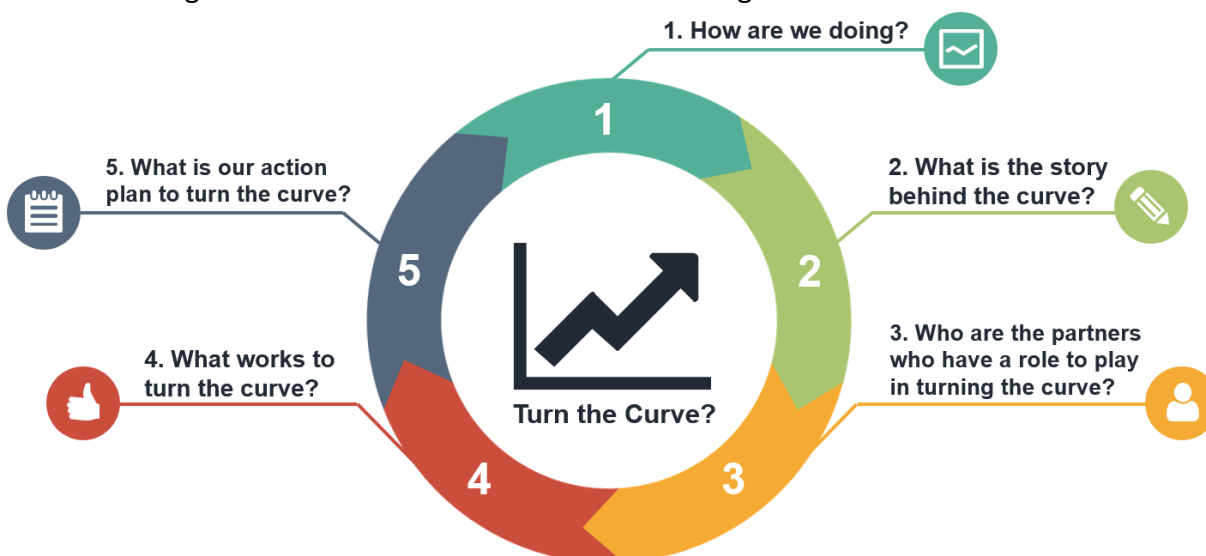 1. How are we doing?
1
5. What is our action
plan to turn the curve?
2. What is the story
behind the curve?
5
2
3. Who are the partners
who have a role to play
in turning the curve?
4. What works to
turn the curve?
Turn the Curve?
4
3